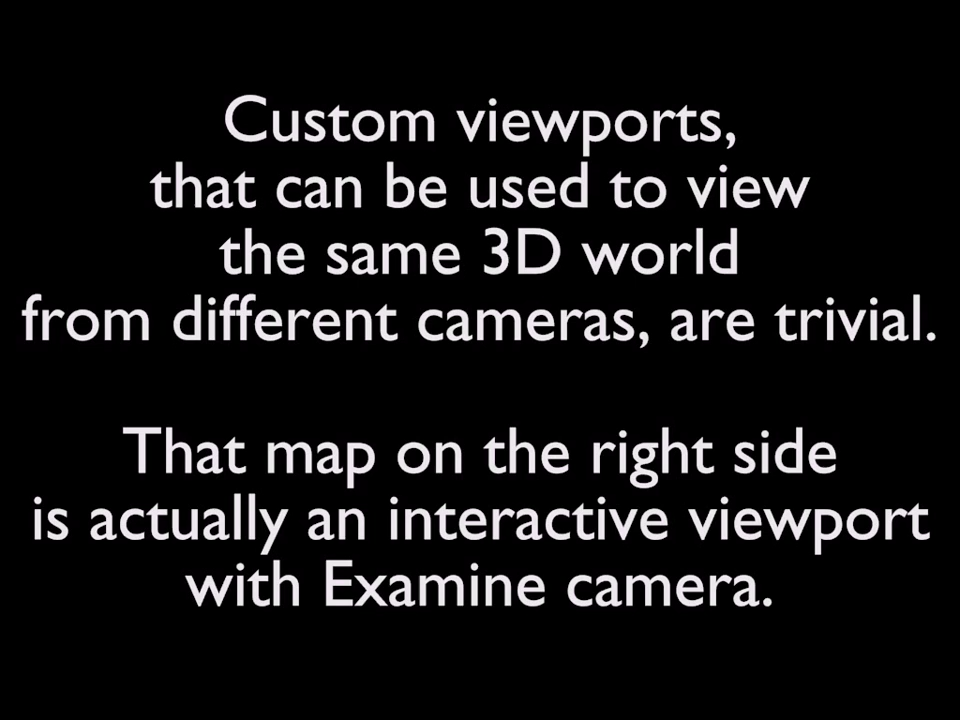 Custom viewports,
that can be used to view
the same 3D world
from different cameras, are trivial.
That map on the right side
is actually an interactive viewport
with Examine camera.